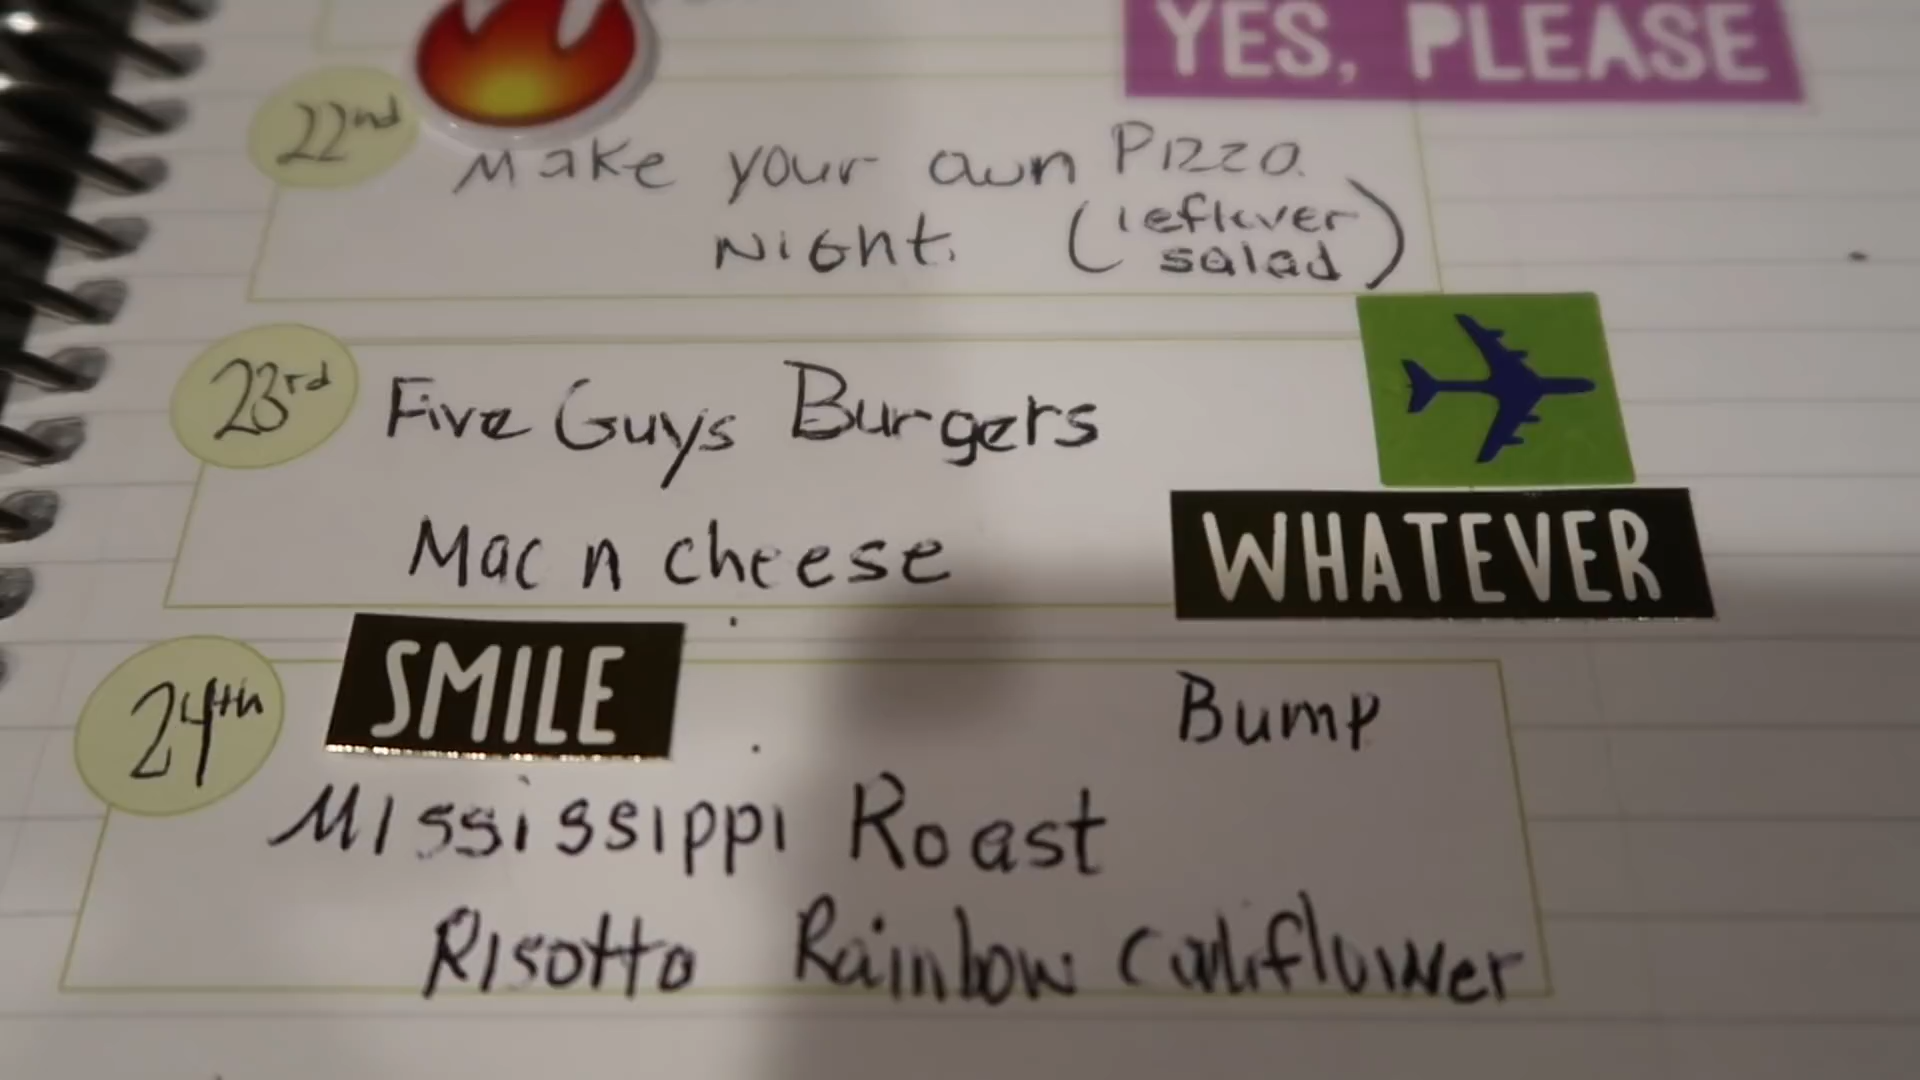 YES, PLEASE
22nd
Make your own Pizza
Night. (leftover salad)
23rd
Five Guys Burgers
Mac n cheese
WHATEVER
24th
SMILE
Bump
Mississippi Roast
Risotto Rainbow Califlower